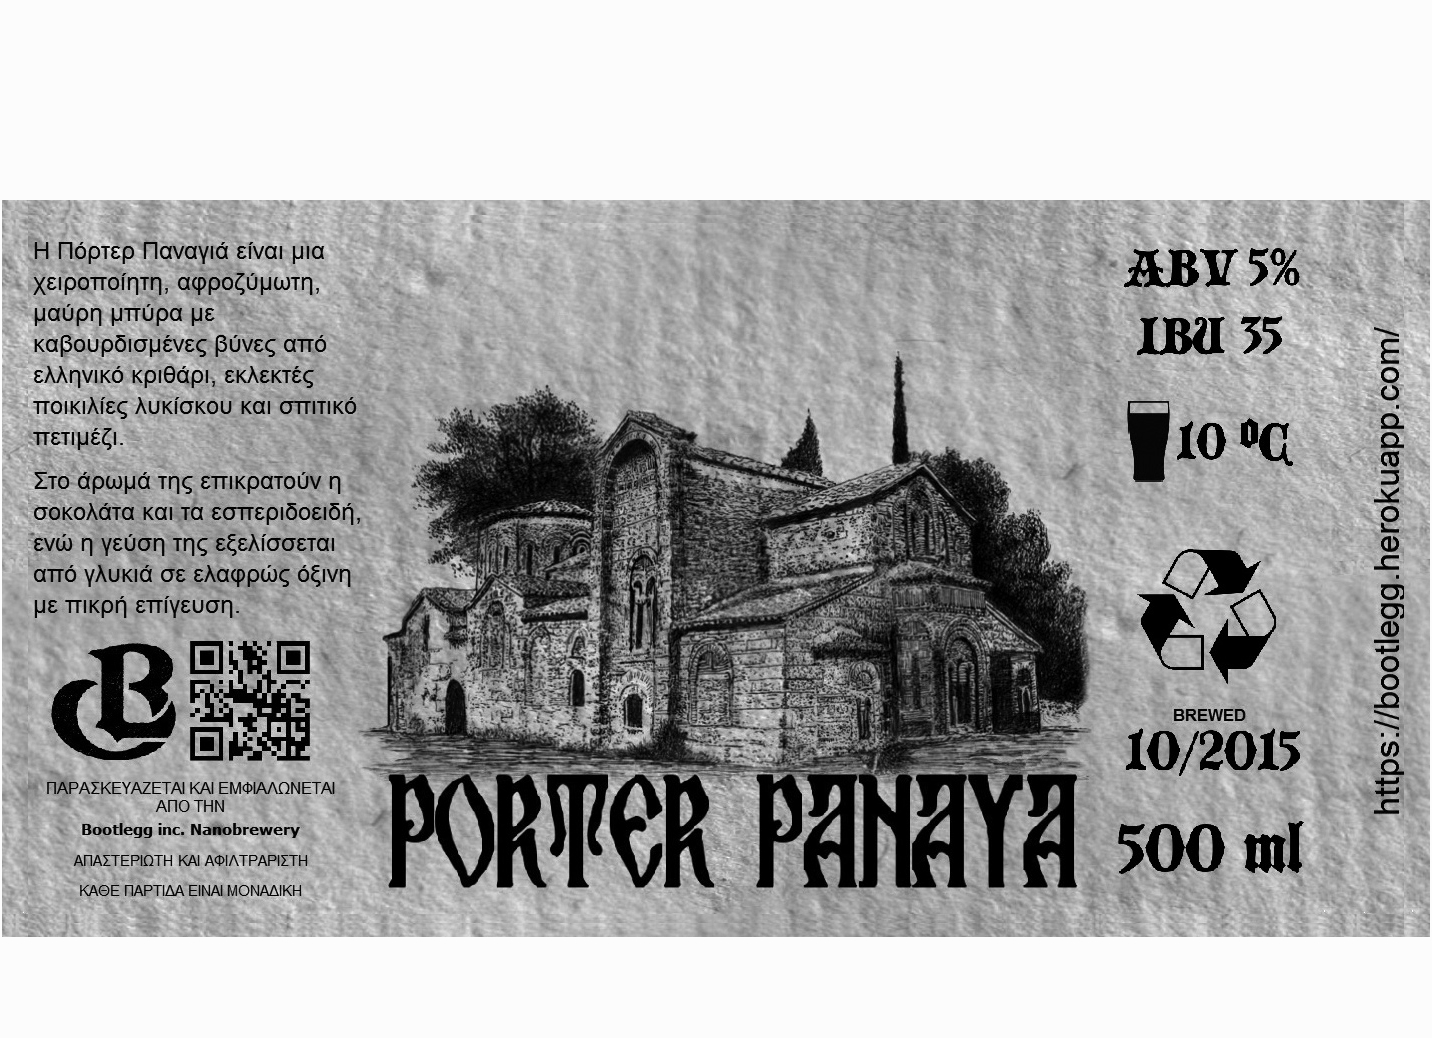 Η Πόρτερ Παναγιά είναι μια
χειροποίητη, αφροζύμωτη,
μαύρη μπύρα με
καβουρδισμένες βύνες από
ελληνικό κριθάρι, εκλεκτές
ποικιλίες λυκίσκου και σπιτικό
πετιμέζι.
Στο άρωμά της επικρατούν η
σοκολάτα και τα εσπεριδοειδή,
ενώ η γεύση της εξελίσσεται
από γλυκιά σε ελαφρώς όξινη
με πικρή επίγευση.
B
ΠΑΡΑΣΚΕΥΑΖΕΤΑΙ ΚΑΙ ΕΜΦΙΑΛΩΝΕΤΑΙ
ΑΠΟ ΤΗΝ
Bootlegg inc. Nanobrewery
ΑΠΑΣΤΕΡΙΩΤΗ ΚΑΙ ΑΦΙΛΤΡΑΡΙΣΤΗ
ΚΑΘΕ ΠΑΡΤΙΔΑ ΕΙΝΑΙ ΜΟΝΑΔΙΚΗ
PORTER PANAYA
ABV 5%
IBU 35
10 ºC
BREWED
10/2015
500 ml
https://bootlegg.herokuapp.com/